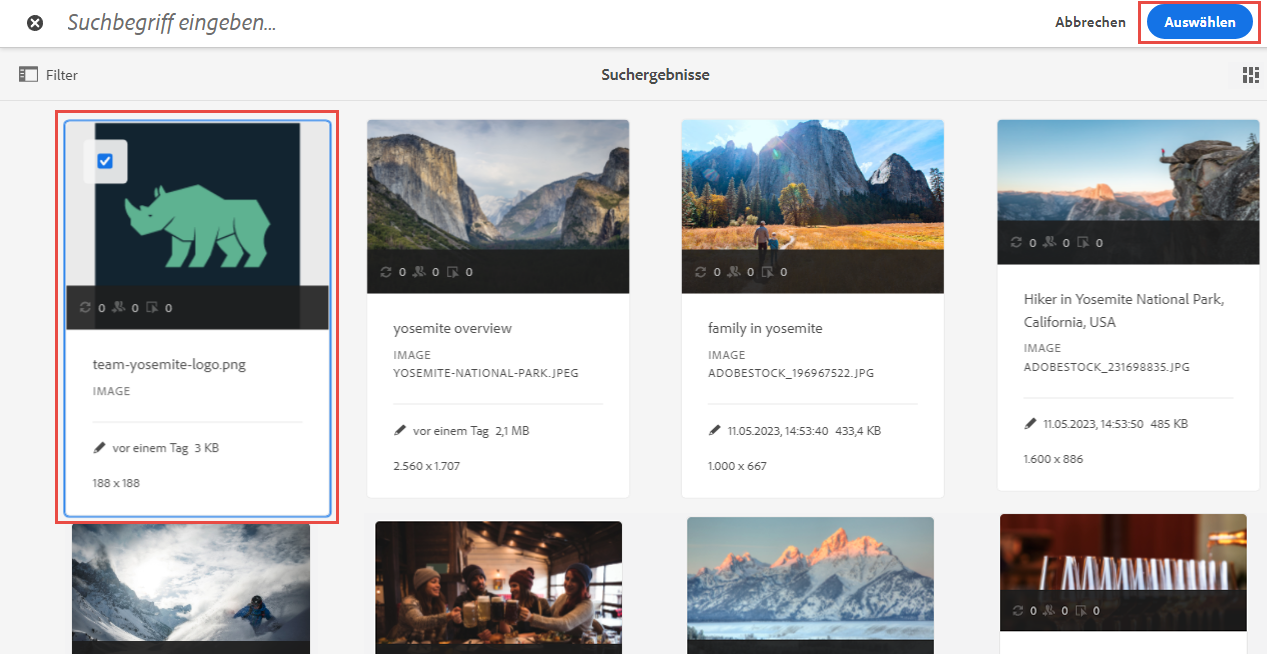 Suchbegriff eingeben...
Abbrechen
Auswählen
Filter
Suchergebnisse
0 0 0
team-yosemite-logo.png
IMAGE
vor einem Tag 3 KB
188 x 188
0 0 0
yosemite overview
IMAGE
YOSEMITE-NATIONAL-PARK.JPEG
vor einem Tag 2,1 MB
2.560 x 1.707
0 0 0
family in yosemite
IMAGE
ADOBESTOCK_196967522.JPG
11.05.2023, 14:53:40 433,4 KB
1.000 x 667
0 0 0
Hiker in Yosemite National Park,
California, USA
IMAGE
ADOBESTOCK_231698835.JPG
11.05.2023, 14:53:50 485 KB
1.600 x 886
0 0 0